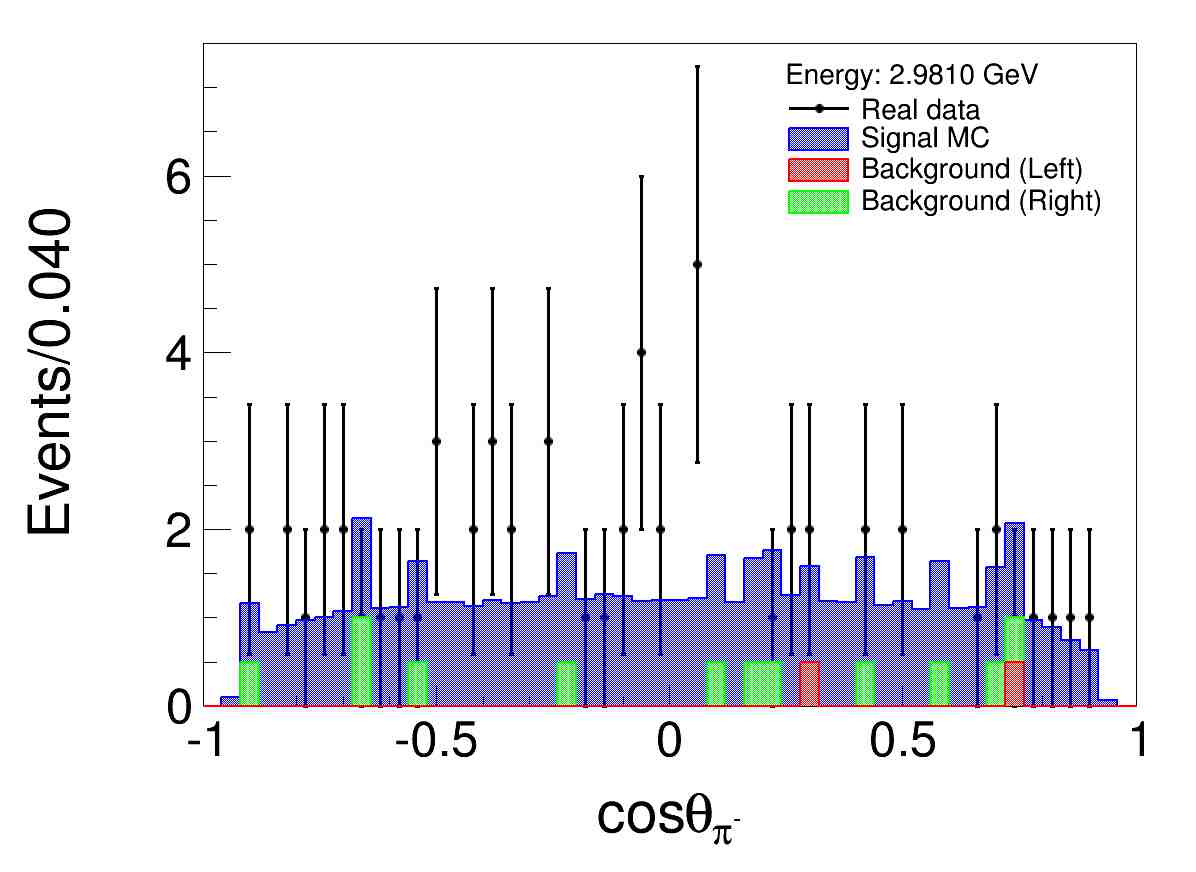 Energy: 2.9810 GeV
Real data
Signal MC
Background (Left)
Background (Right)
Events/0.040
6
4
2
0
-1
-0.5
0
0.5
1
cosθπ-